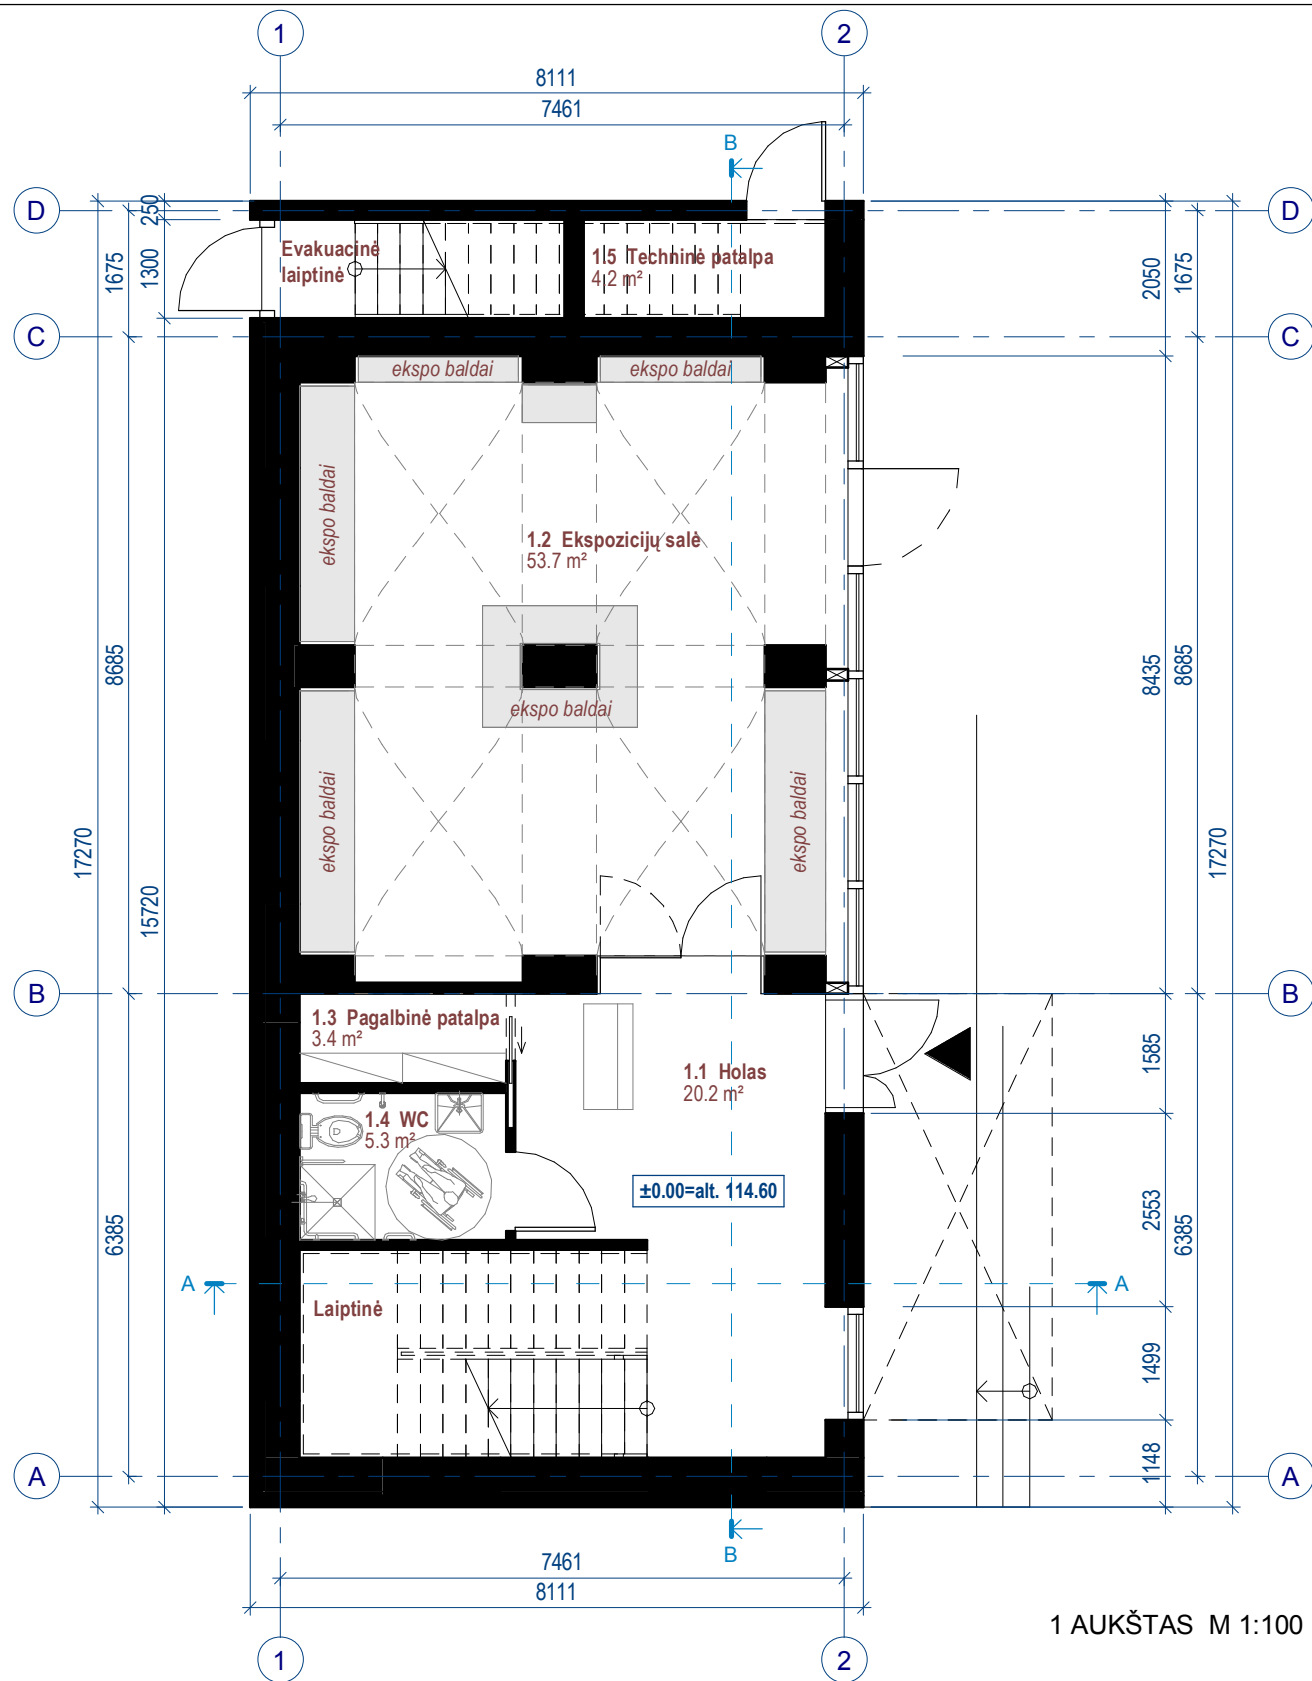 1
2
8111
7461
B
D
D
250
1300
1675
Evakuacinė
laiptinė
1.5 Techninė patalpa
4.2 m²
2050
1675
C
C
ekspo baldai
ekspo baldai
ekspo baldai
1.2 Ekspozicijų salė
53.7 m²
8685
8435
8685
ekspo baldai
ekspo baldai
ekspo baldai
17270
15720
17270
B
B
1.3 Pagalbinė patalpa
3.4 m²
1.1 Holas
20.2 m²
1585
1.4 WC
5.3 m²
±0.00=alt. 114.60
6385
2553
6385
A
A
Laiptinė
1499
1148
A
A
B
7461
8111
1 AUKŠTAS M 1:100
1
2